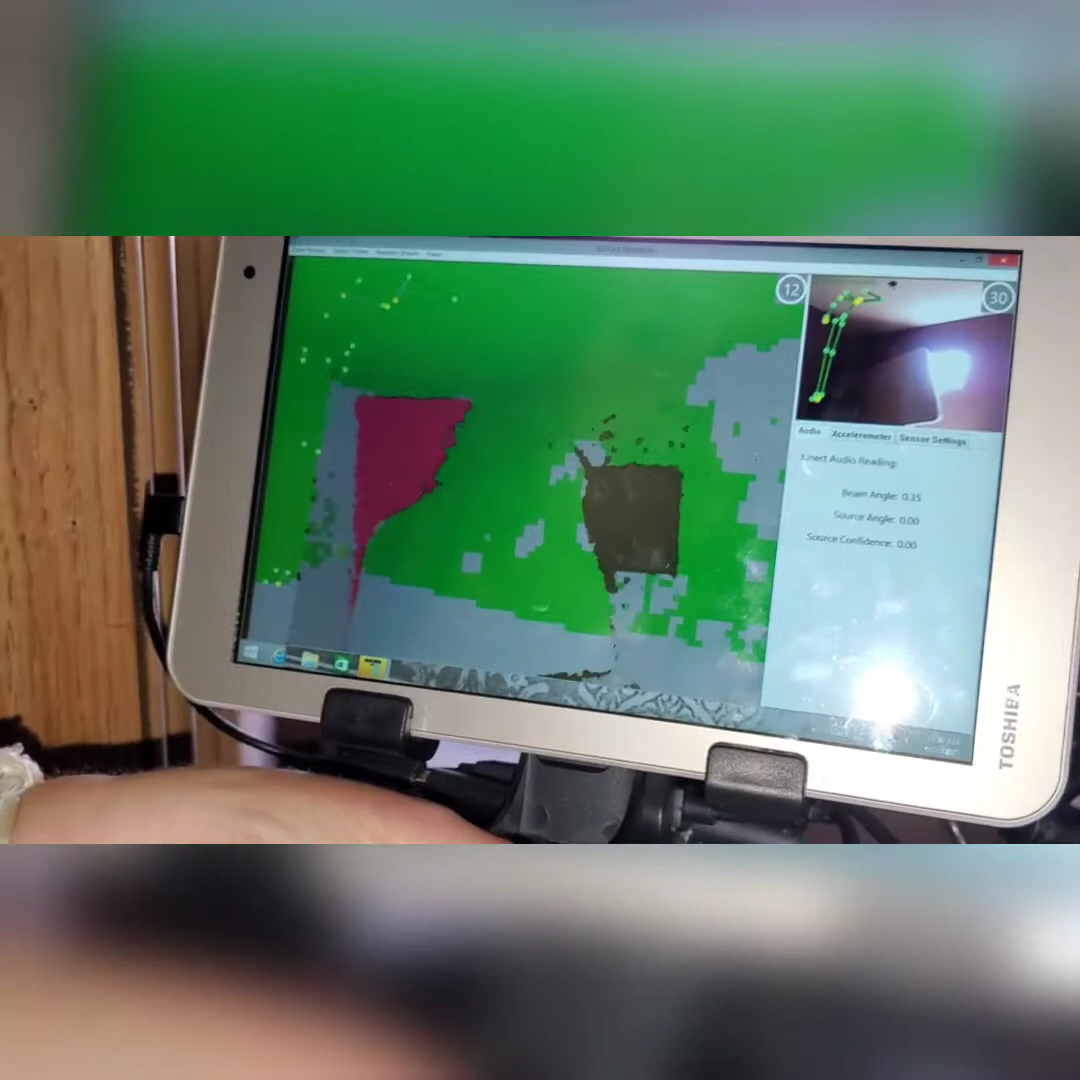 12
30
Audio Accelerometer Sensor Settings
Kinect Audio Reading:
Beam Angle: 0.35
Source Angle: 0.00
Source Confidence: 0.00
TOSHIBA